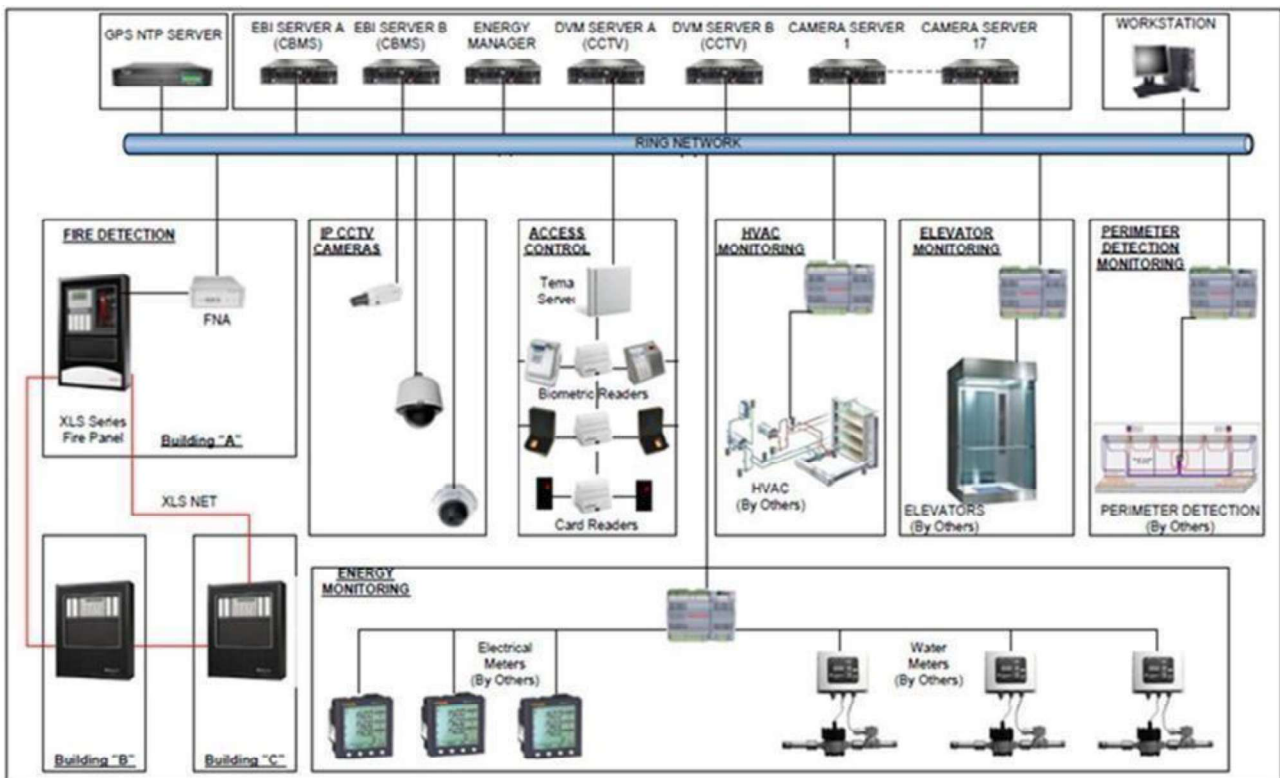 GPS NTP SERVER
EBI SERVER A
(CBMS)
EBI SERVER B
(CBMS)
ENERGY
MANAGER
DVM SERVER A
(CCTV)
DVM SERVER B
(CCTV)
CAMERA SERVER
1
CAMERA SERVER
17
WORKSTATION
RING NETWORK
FIRE DETECTION
FNA
XLS Series
Fire Panel
Building "A"
XLS NET
Building "B"
Building "C"
IP CCTV
CAMERAS
ACCESS
CONTROL
Tema
Server
Biometric Readers
Card Readers
HVAC
MONITORING
HVAC
(By Others)
ELEVATOR
MONITORING
ELEVATORS
(By Others)
PERIMETER
DETECTION
MONITORING
PERIMETER DETECTION
(By Others)
ENERGY
MONITORING
Electrical
Meters
(By Others)
Water
Meters
(By Others)